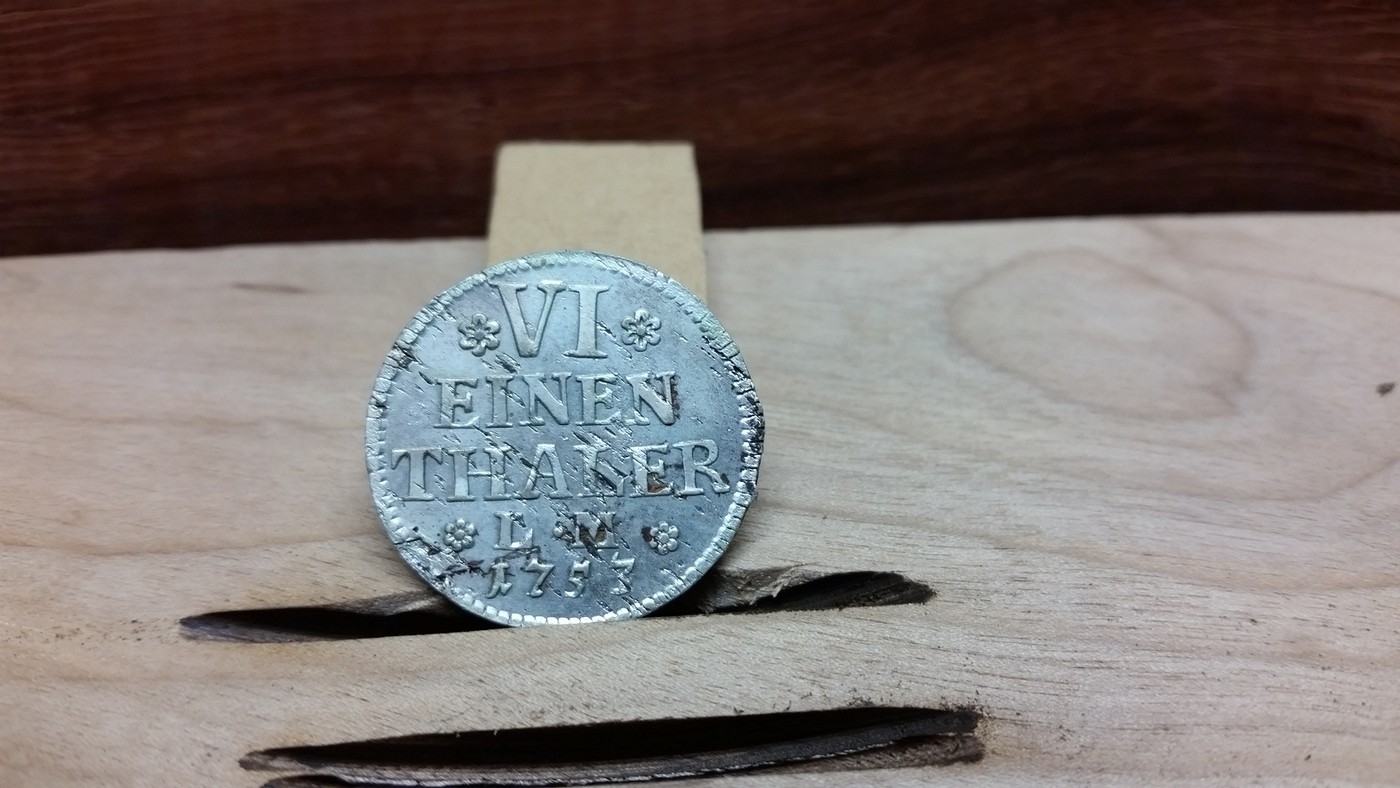 VI
EINEN
THALER
L M
1753